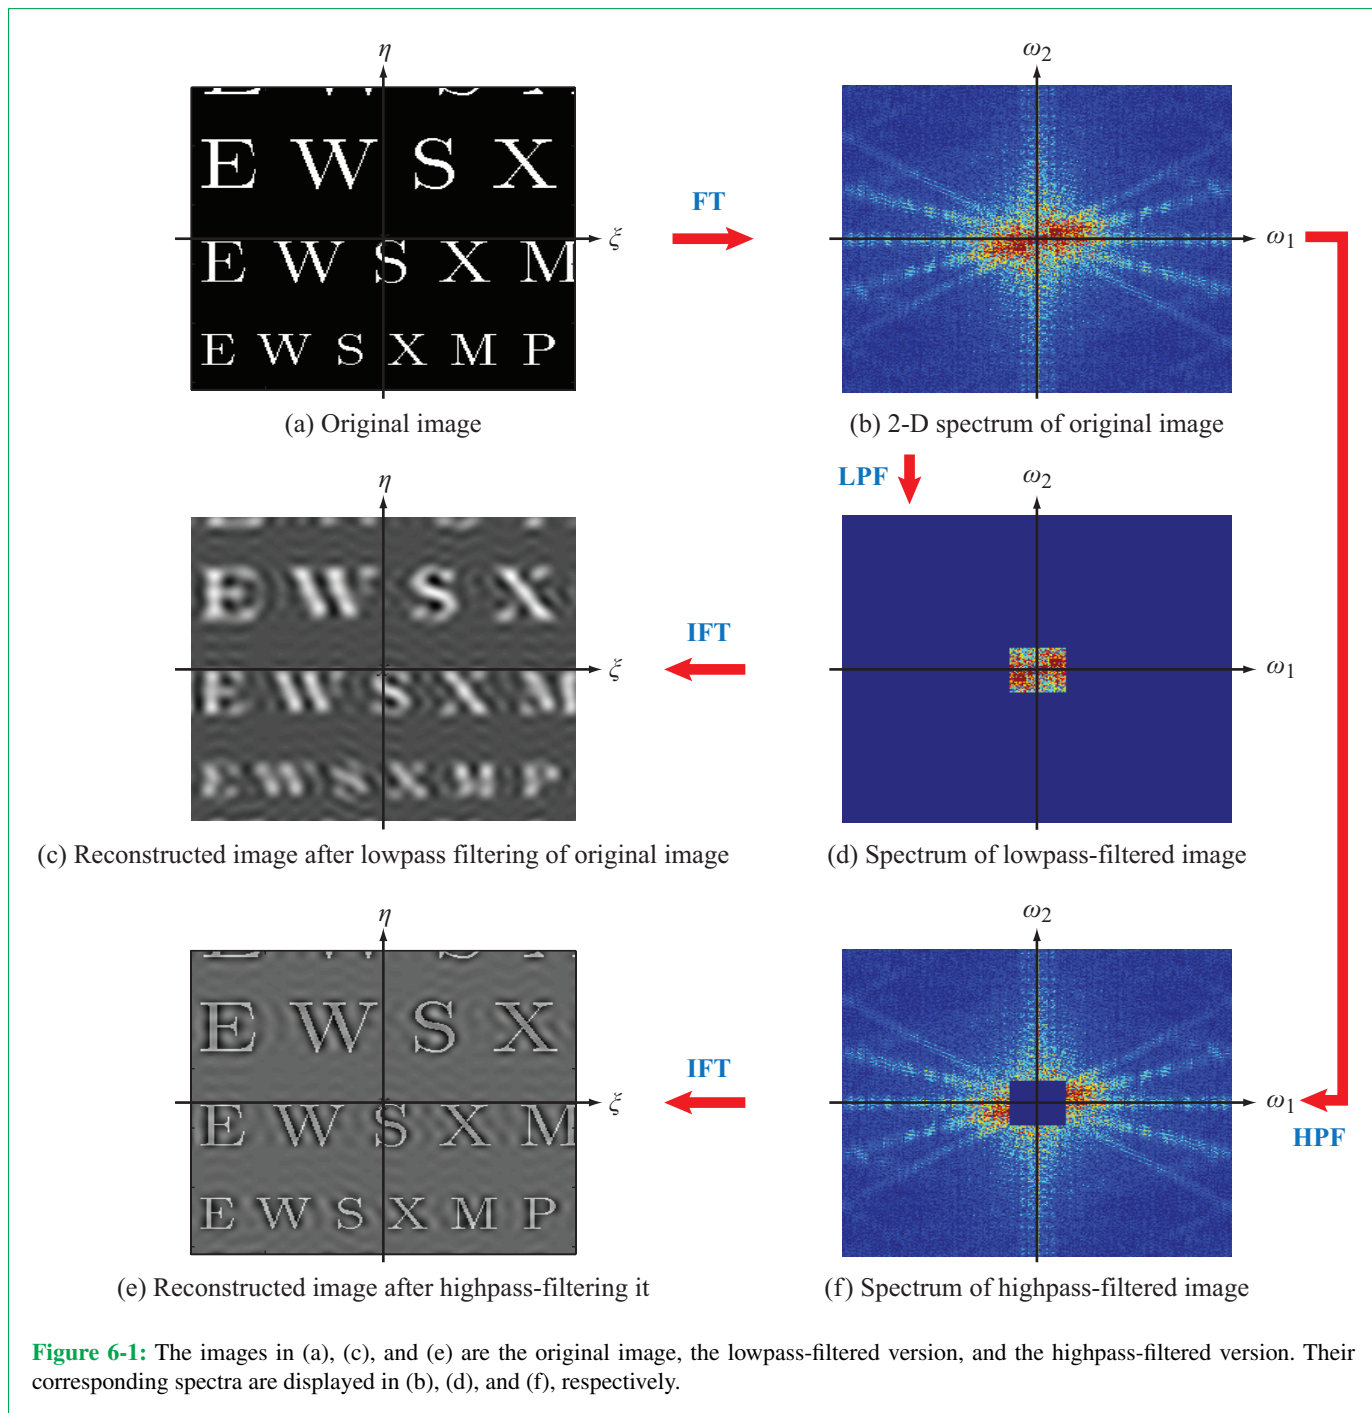 η
E W S X
ξ
E W S X M
E W S X M P
(a) Original image
FT
ω2
ω1
(b) 2-D spectrum of original image
LPF
η
E W S X
ξ
E W S X M
E W S X M P
(c) Reconstructed image after lowpass filtering of original image
IFT
ω2
ω1
(d) Spectrum of lowpass-filtered image
η
E W S X
ξ
E W S X M
E W S X M P
(e) Reconstructed image after highpass-filtering it
IFT
ω2
ω1
HPF
(f) Spectrum of highpass-filtered image
Figure 6-1: The images in (a), (c), and (e) are the original image, the lowpass-filtered version, and the highpass-filtered version. Their
corresponding spectra are displayed in (b), (d), and (f), respectively.